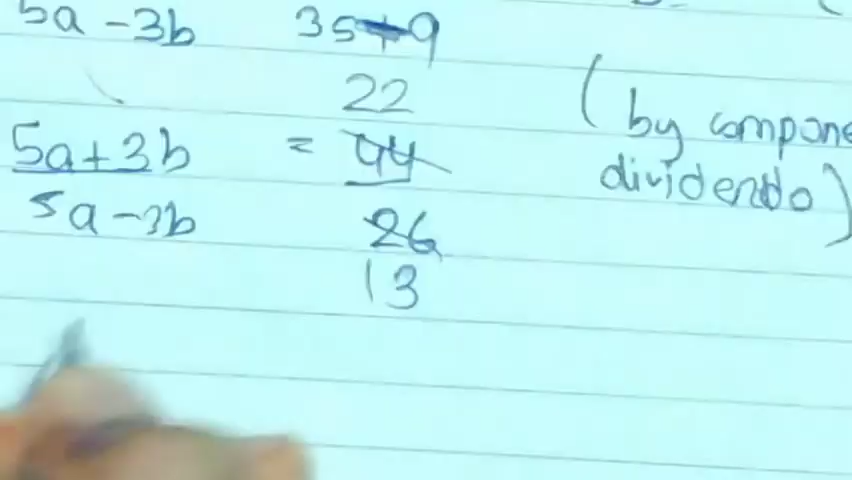 5a - 3b 35 - 9
22
5a + 3b = 44 (by compone
5a - 3b 26 dividendo)
13